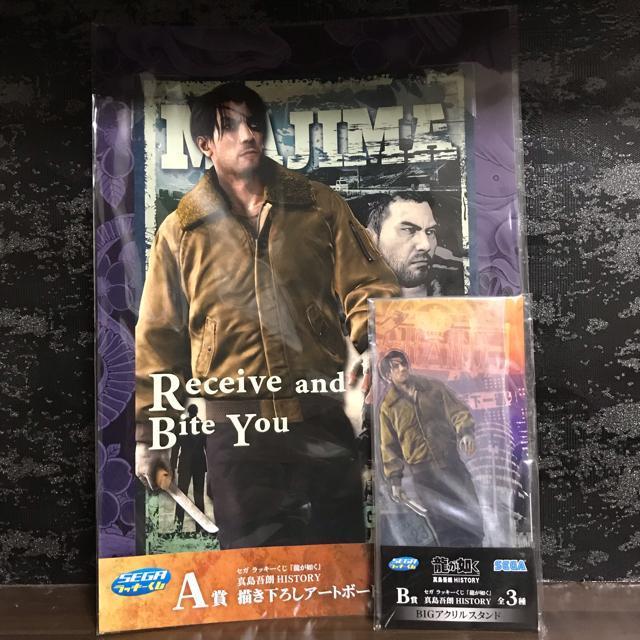 MAJIMA
Receive and
Bite You
SEGA
ラッキーくじ
A賞
セガ ラッキーくじ「龍が如く」
真島吾朗 HISTORY
描き下ろしアートボー
SEGA
ラッキーくじ
龍が如く
真島吾朗 HISTORY
SEGA
B賞
セガ ラッキーくじ「龍が如く」
真島吾朗 HISTORY
全3種
BIGアクリルスタンド